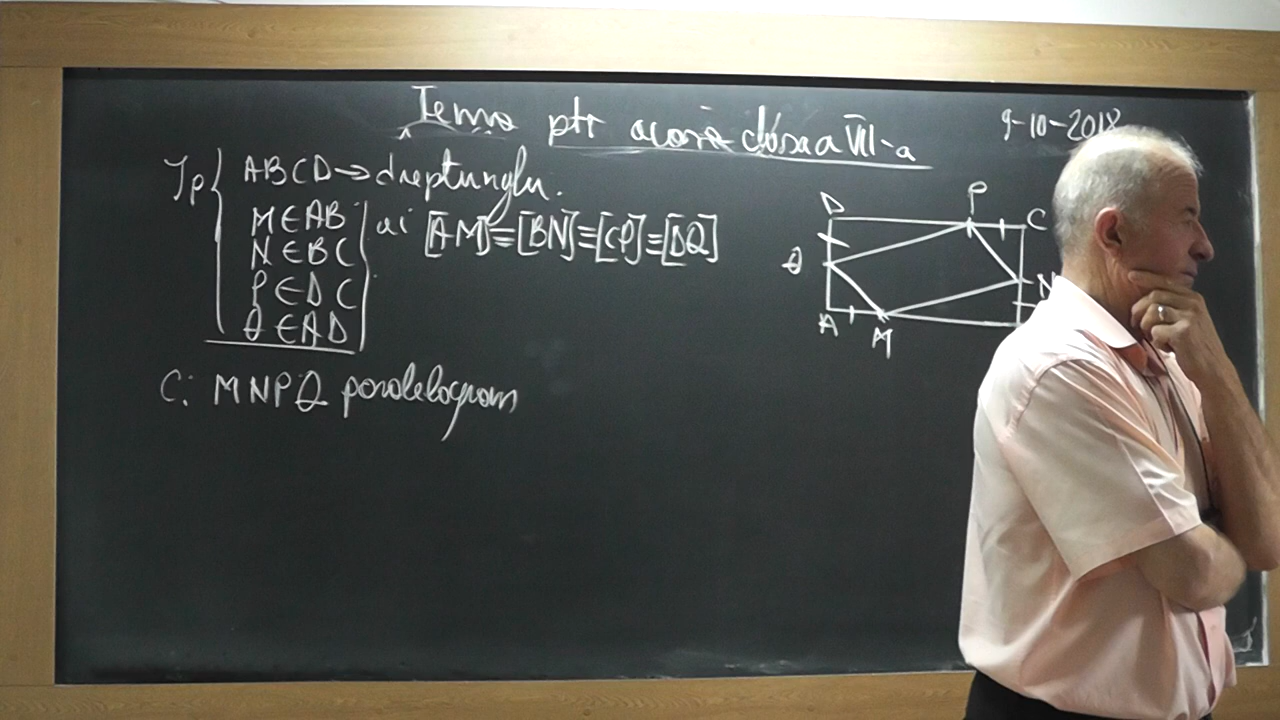 Tema ptr acasă clasa a VII-a
9-10-2018
Ip { ABCD → dreptunghi.
M ∈ AB
N ∈ BC
P ∈ DC
Q ∈ AD
ai [AM] ≡ [BN] ≡ [CP] ≡ [DQ]
C: MNPQ paralelogram
D P C
Q N
A M